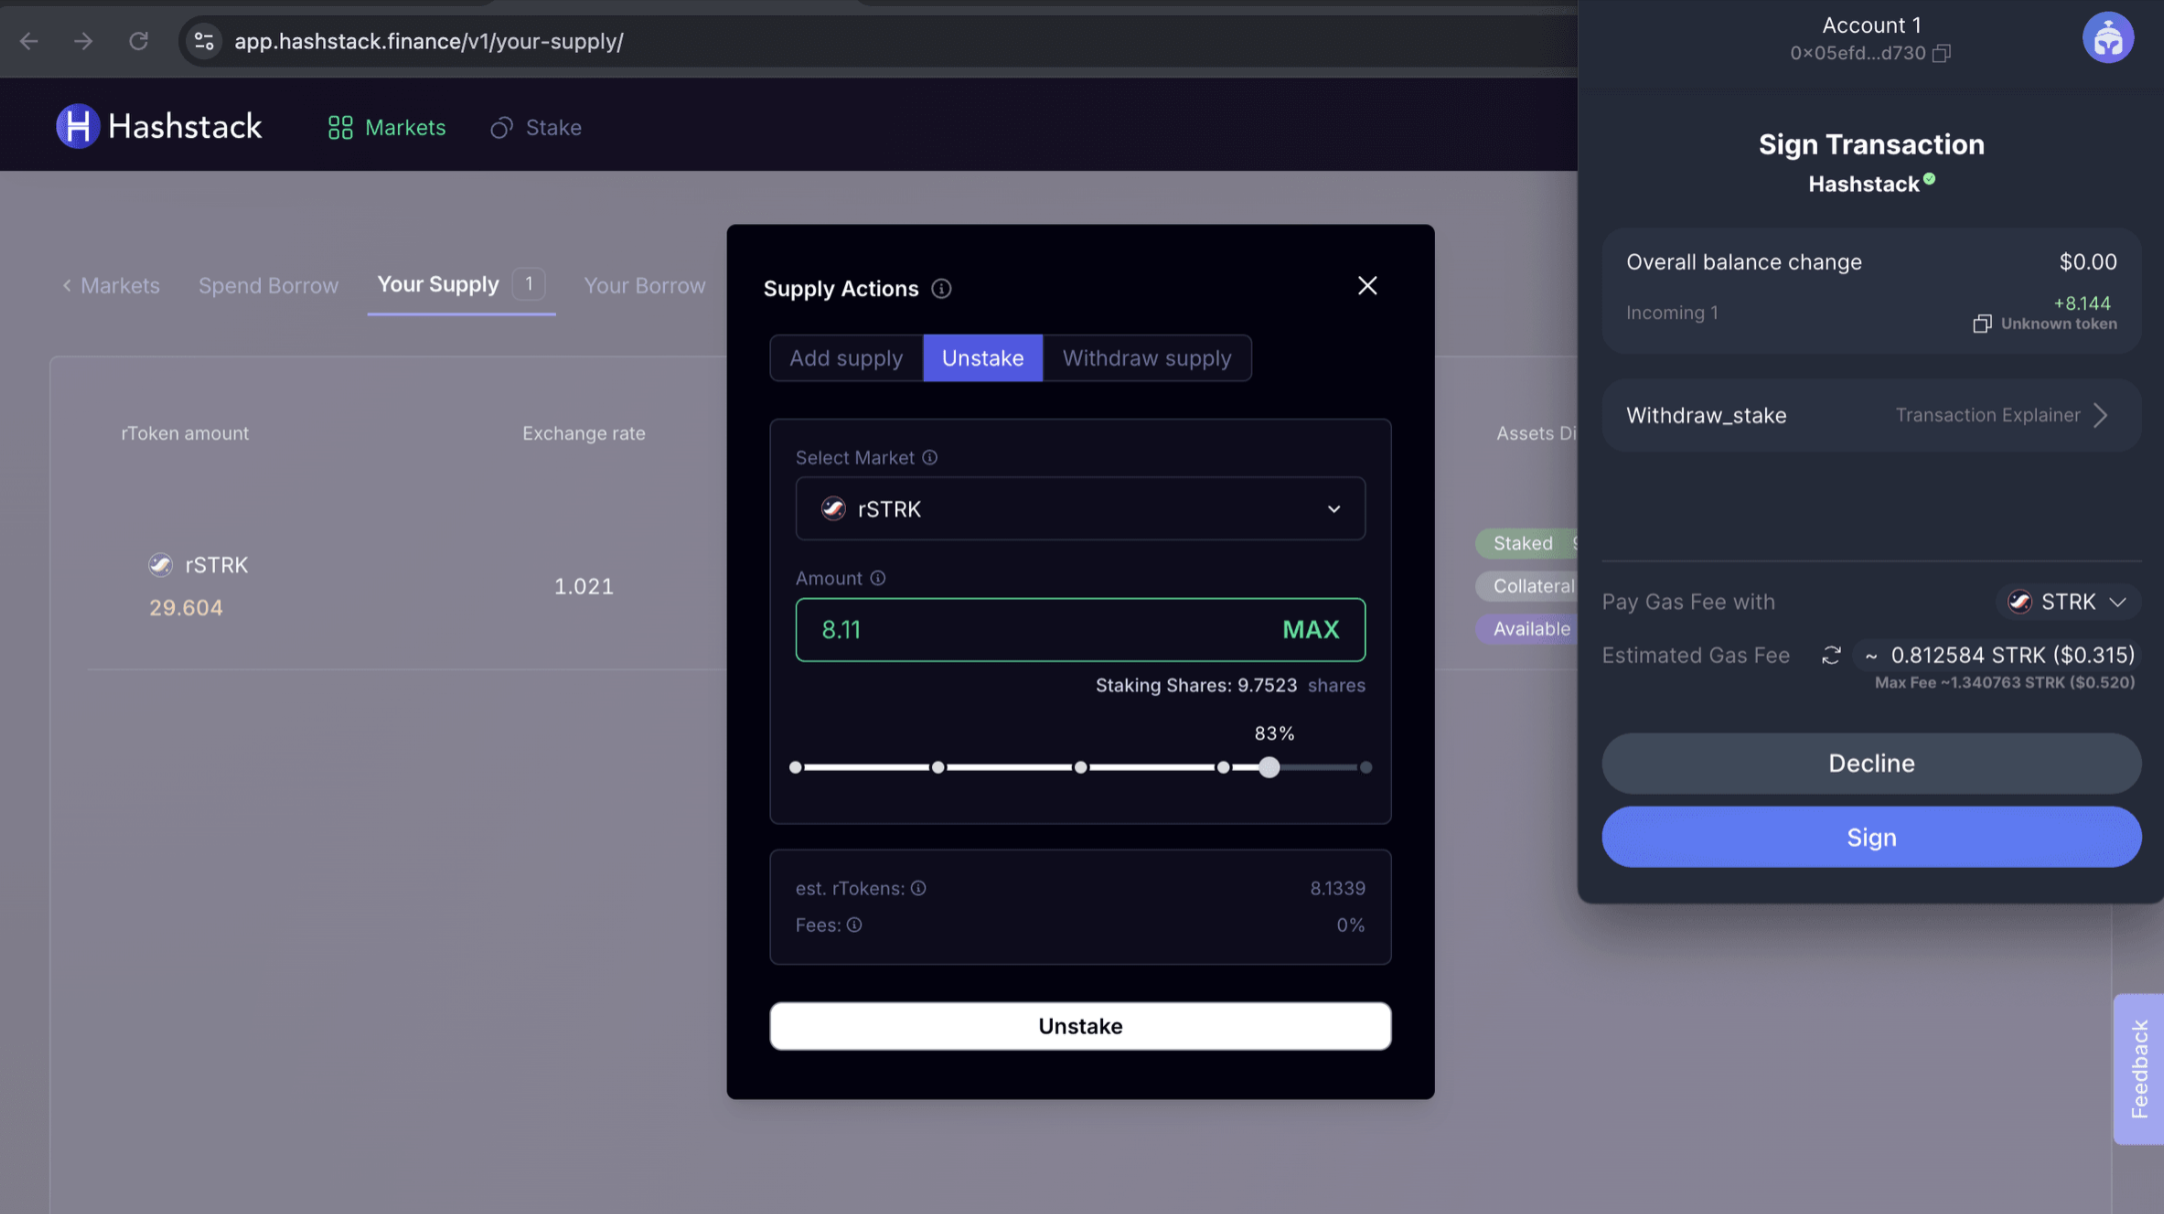 app.hashstack.finance/v1/your-supply/
Hashstack
Markets
Stake
Markets
Spend Borrow
Your Supply
1
Your Borrow
rToken amount
Exchange rate
Assets Di
rSTRK
29.604
1.021
Staked
Collateral
Available
Supply Actions
Add supply
Unstake
Withdraw supply
Select Market
rSTRK
Amount
8.11
MAX
Staking Shares: 9.7523 shares
83%
est. rTokens:
8.1339
Fees:
0%
Unstake
Account 1
0x05efd...d730
Sign Transaction
Hashstack
Overall balance change
$0.00
Incoming 1
+8.144
Unknown token
Withdraw_stake
Transaction Explainer
Pay Gas Fee with
STRK
Estimated Gas Fee
~ 0.812584 STRK ($0.315)
Max Fee ~1.340763 STRK ($0.520)
Decline
Sign
Feedback